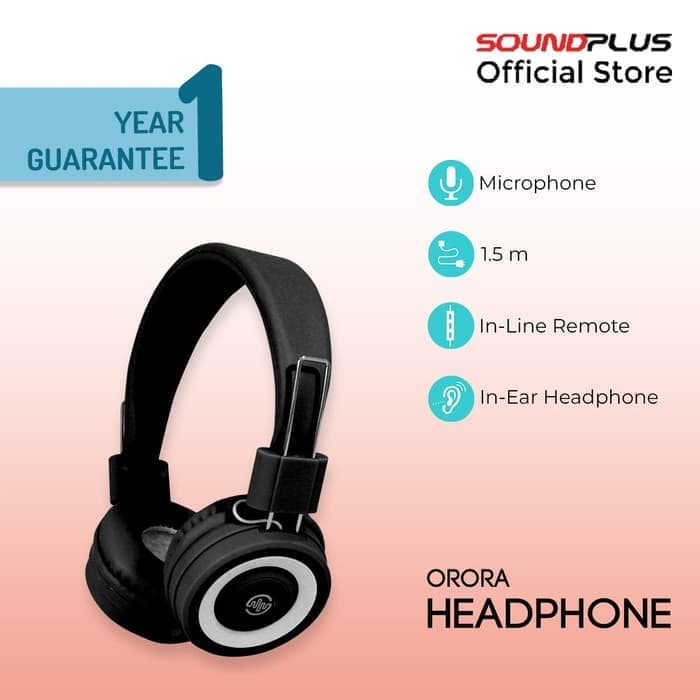 SOUNDPLUS
Official Store
1
YEAR
GUARANTEE
Microphone
1.5 m
In-Line Remote
In-Ear Headphone
ORORA
HEADPHONE